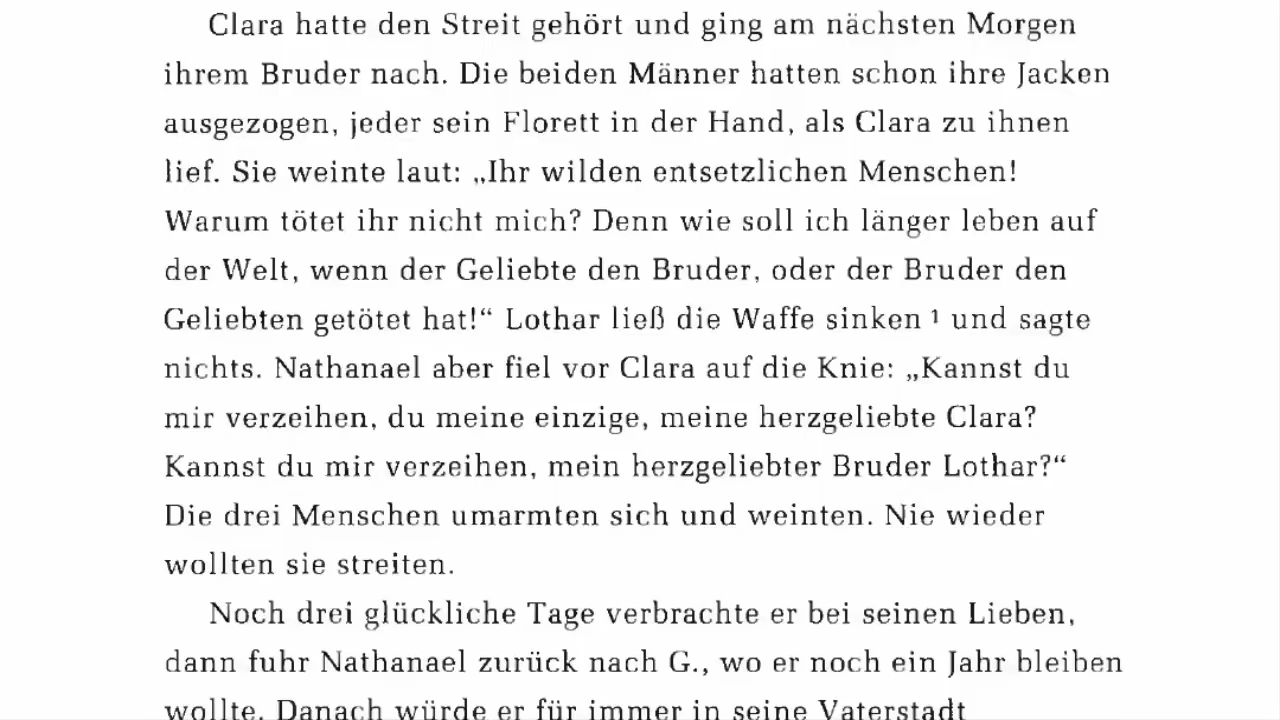 Clara hatte den Streit gehört und ging am nächsten Morgen
ihrem Bruder nach. Die beiden Männer hatten schon ihre Jacken
ausgezogen, jeder sein Florett in der Hand, als Clara zu ihnen
lief. Sie weinte laut: „Ihr wilden entsetzlichen Menschen!
Warum tötet ihr nicht mich? Denn wie soll ich länger leben auf
der Welt, wenn der Geliebte den Bruder, oder der Bruder den
Geliebten getötet hat!“ Lothar ließ die Waffe sinken ¹ und sagte
nichts. Nathanael aber fiel vor Clara auf die Knie: „Kannst du
mir verzeihen, du meine einzige, meine herzgeliebte Clara?
Kannst du mir verzeihen, mein herzgeliebter Bruder Lothar?“
Die drei Menschen umarmten sich und weinten. Nie wieder
wollten sie streiten.
Noch drei glückliche Tage verbrachte er bei seinen Lieben,
dann fuhr Nathanael zurück nach G., wo er noch ein Jahr bleiben
wollte. Danach würde er für immer in seine Vaterstadt